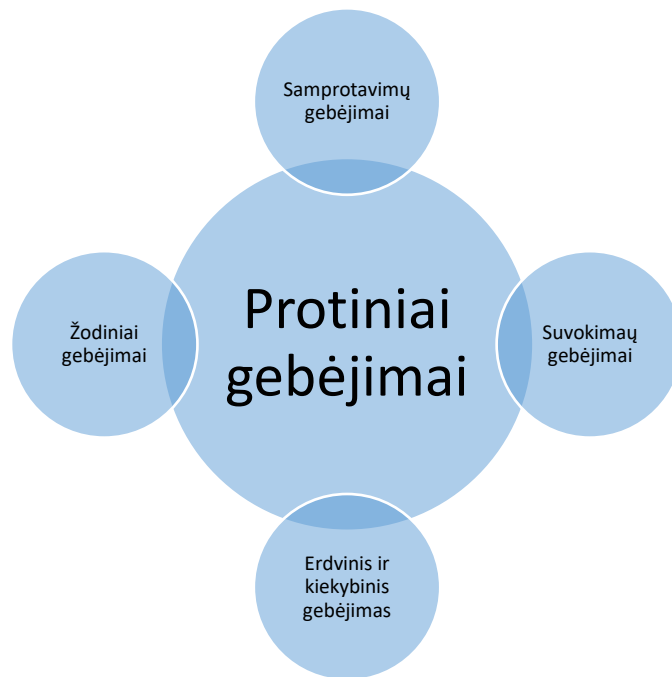 Samprotavimų
gebėjimai
Žodiniai
gebėjimai
Protiniai
gebėjimai
Suvokimaų
gebėjimai
Erdvinis ir
kiekybinis
gebėjimas